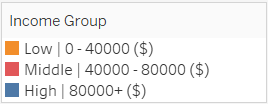 Income Group
Low | 0 - 40000 ($)
Middle | 40000 - 80000 ($)
High | 80000+ ($)